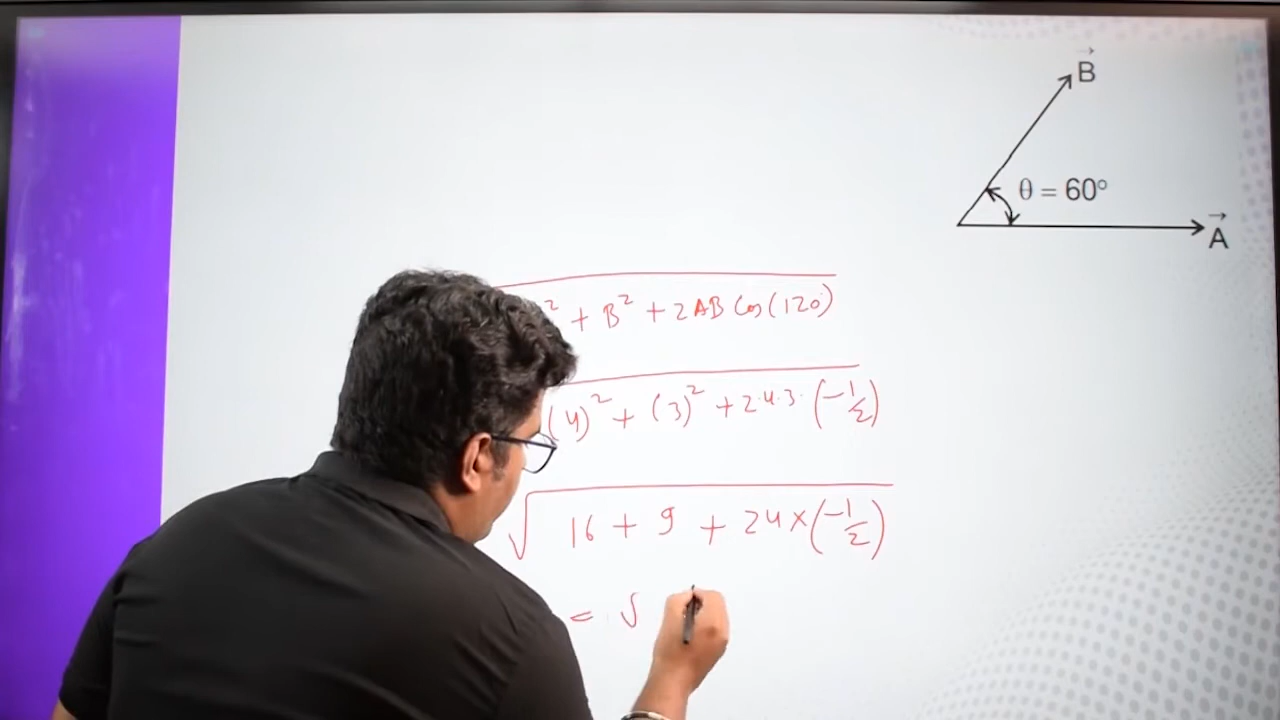 B⃗
θ = 60°
A⃗
² + B² + 2AB Cos(120)
(4)² + (3)² + 2·4·3·(-1/2)
√16 + 9 + 24×(-1/2)
= √